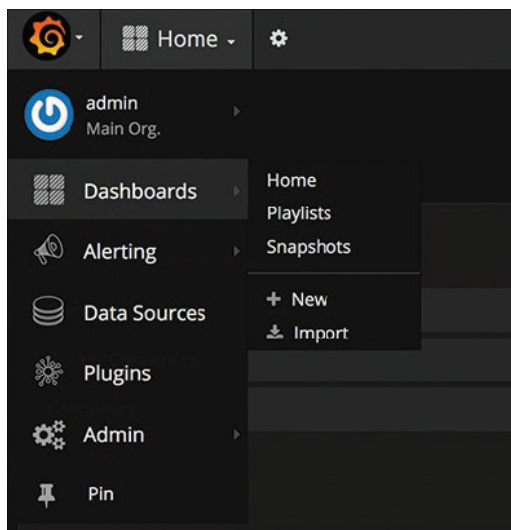 Home
admin
Main Org.
Dashboards
Home
Playlists
Snapshots
+ New
Import
Alerting
Data Sources
Plugins
Admin
Pin